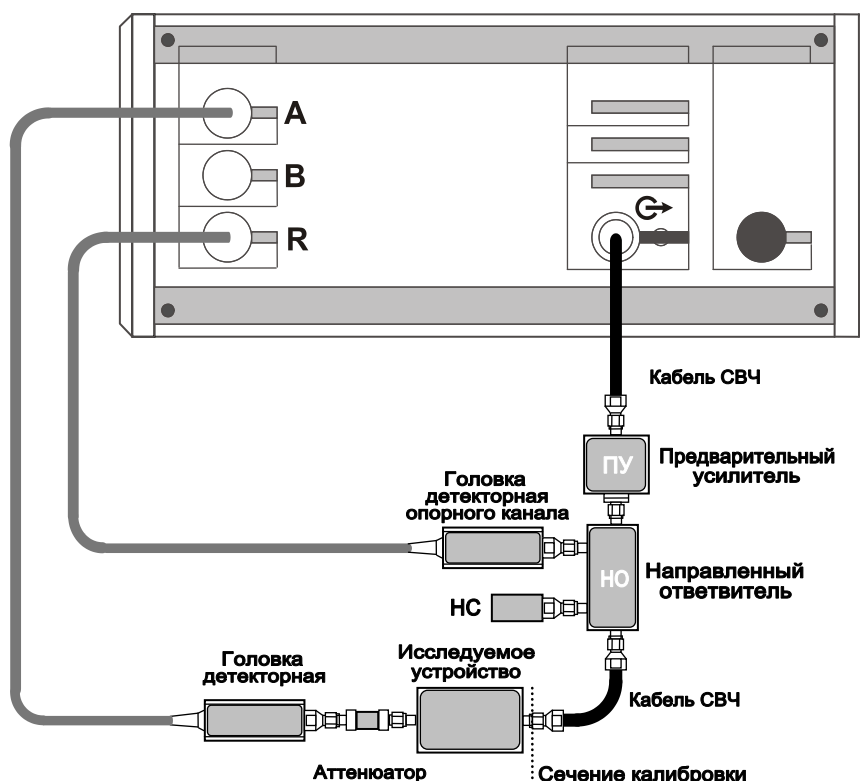 A
B
R
Кабель СВЧ
ПУ
Предварительный
усилитель
Головка
детекторная
опорного канала
НО
Направленный
ответвитель
НС
Головка
детекторная
Исследуемое
устройство
Кабель СВЧ
Аттенюатор
Сечение калибровки